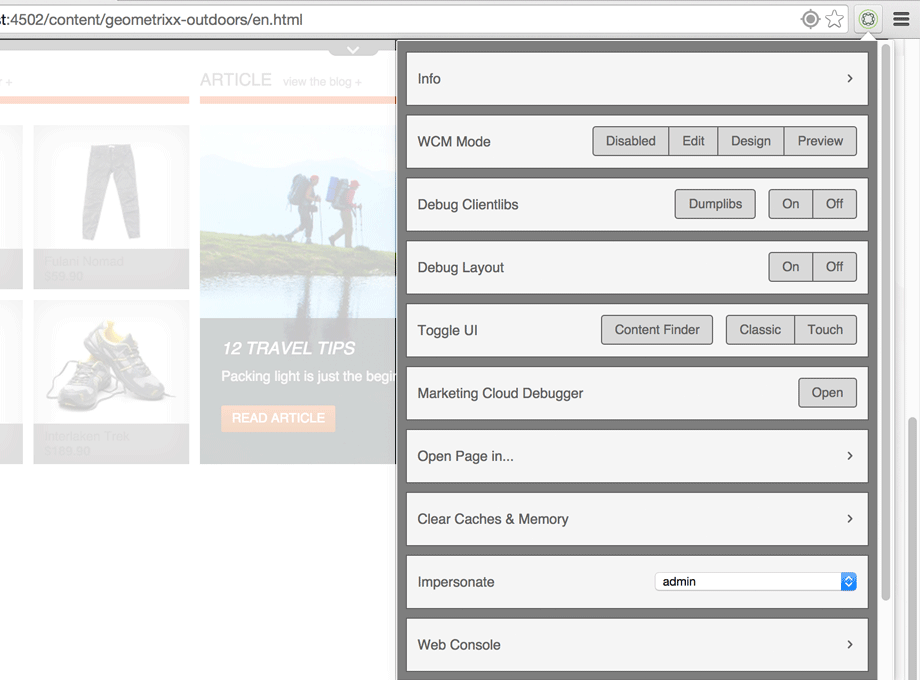 t:4502/content/geometrixx-outdoors/en.html
+
ARTICLE view the blog +
Fulani Nomad
$89.90
12 TRAVEL TIPS
Packing light is just the begin
READ ARTICLE
Intertaken Trek
$189.90
Info
WCM Mode Disabled Edit Design Preview
Debug Clientlibs Dumplibs On Off
Debug Layout On Off
Toggle UI Content Finder Classic Touch
Marketing Cloud Debugger Open
Open Page in...
Clear Caches & Memory
Impersonate admin
Web Console